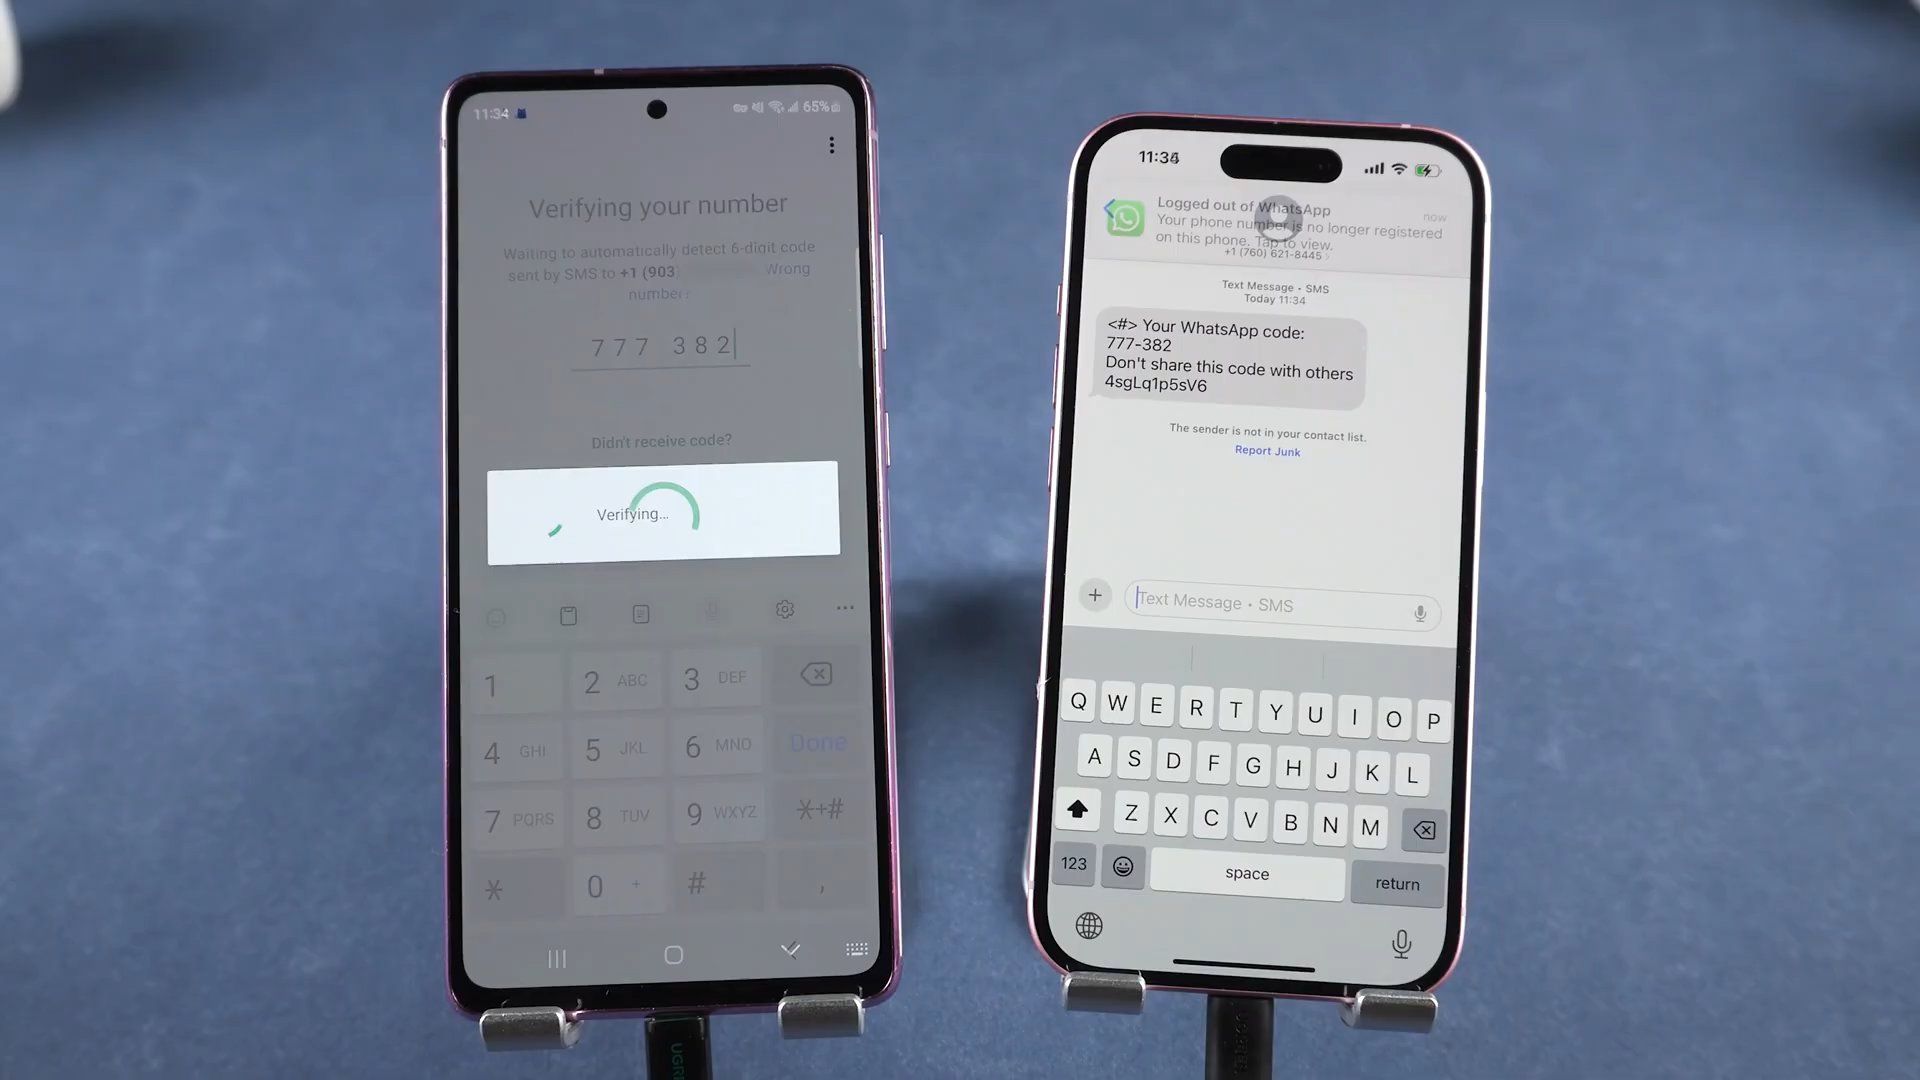 11:34
65%
Verifying your number
Waiting to automatically detect 6-digit code
sent by SMS to +1 (903 Wrong
number?
777 382
Didn't receive code?
Verifying...
1
2 ABC
3 DEF
4 GHI
5 JKL
6 MNO
Done
7 PQRS
8 TUV
9 WXYZ
*+#
*
0 +
#
,
UGR
11:34
Logged out of WhatsApp
now
Your phone number is no longer registered
on this phone. Tap to view.
+1 (760) 621-8445 >
Text Message • SMS
Today 11:34
<#> Your WhatsApp code:
777-382
Don't share this code with others
4sgLq1p5sV6
The sender is not in your contact list.
Report Junk
+
Text Message • SMS
Q W E R T Y U I O P
A S D F G H J K L
Z X C V B N M
123
space
return